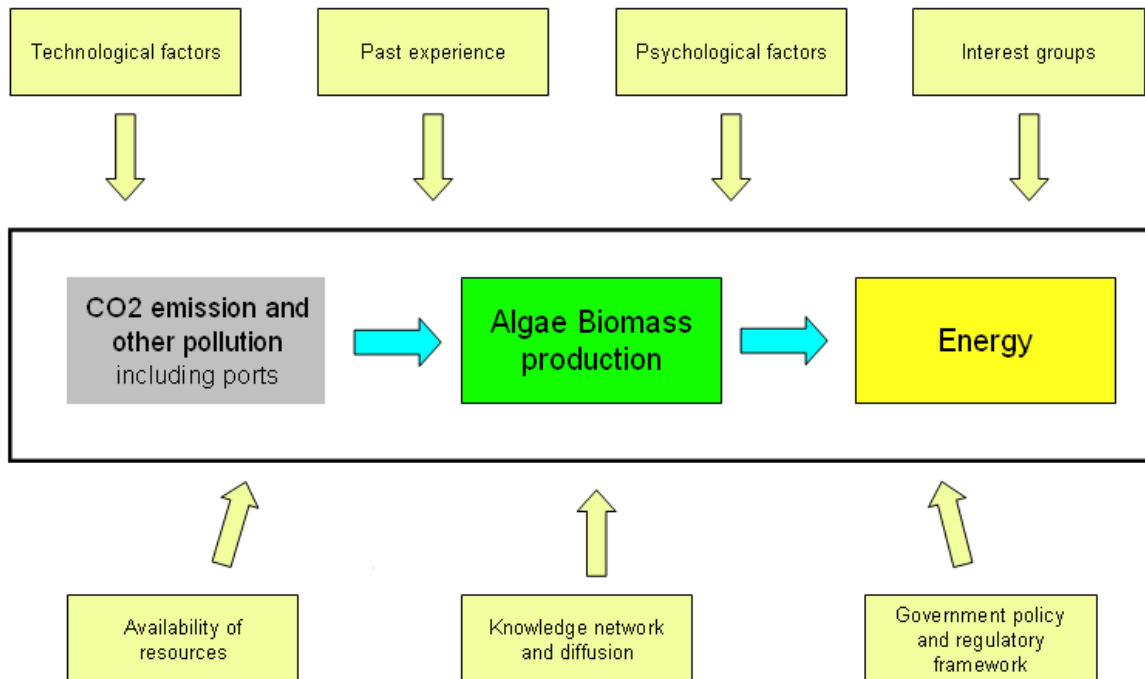 Technological factors
Past experience
Psychological factors
Interest groups
CO2 emission and
other pollution
including ports
Algae Biomass
production
Energy
Availability of
resources
Knowledge network
and diffusion
Government policy
and regulatory
framework